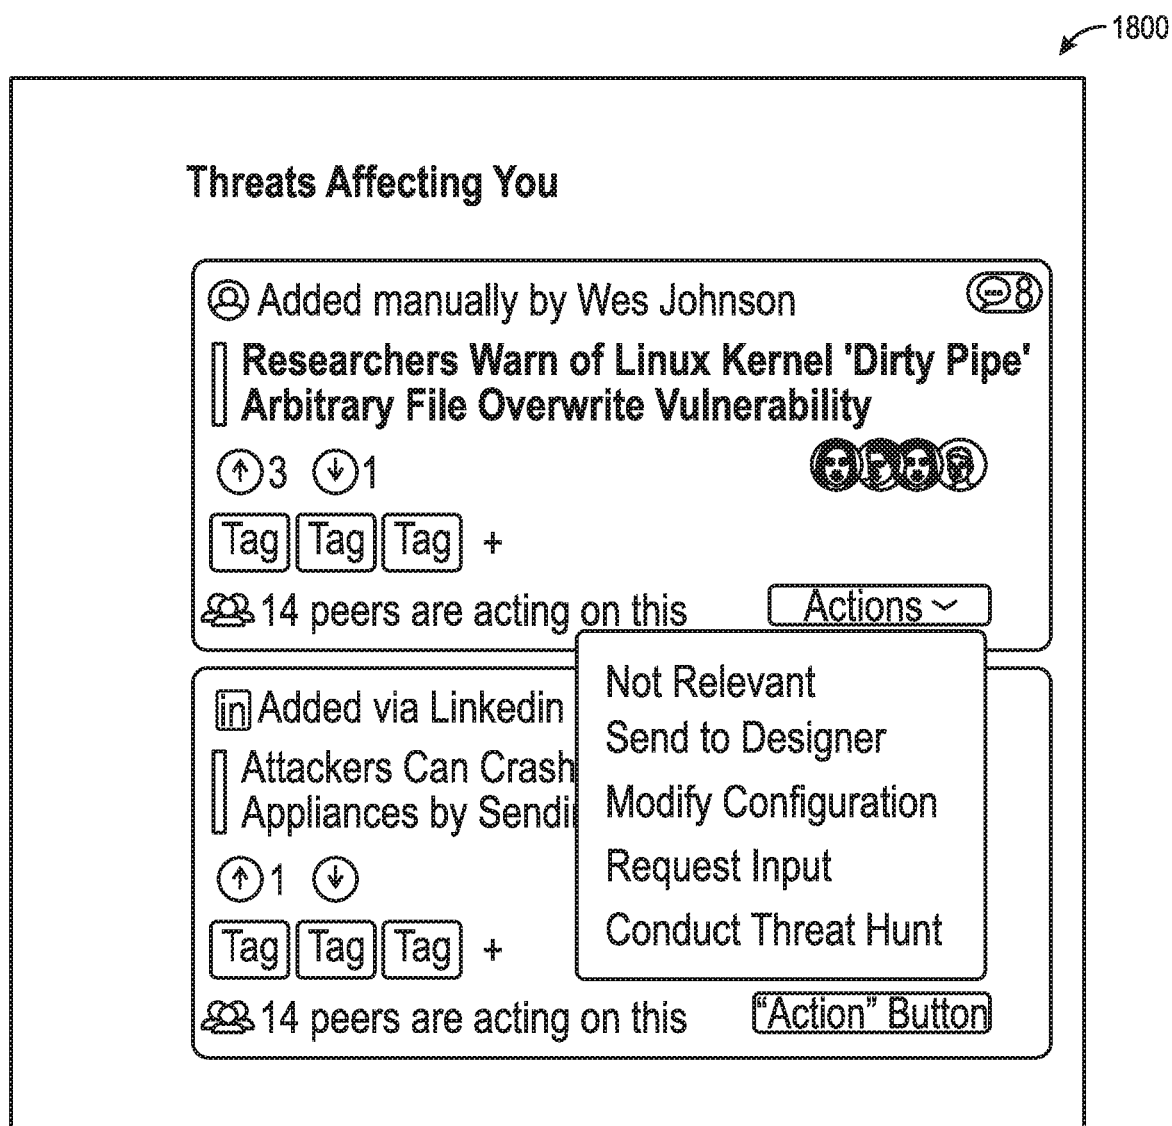 1800
Threats Affecting You
Added manually by Wes Johnson
8
Researchers Warn of Linux Kernel 'Dirty Pipe'
Arbitrary File Overwrite Vulnerability
3 1
Tag Tag Tag +
14 peers are acting on this Actions
Not Relevant
Send to Designer
Modify Configuration
Request Input
Conduct Threat Hunt
in Added via Linkedin
Attackers Can Crash
Appliances by Sendi
1
Tag Tag Tag +
14 peers are acting on this "Action" Button